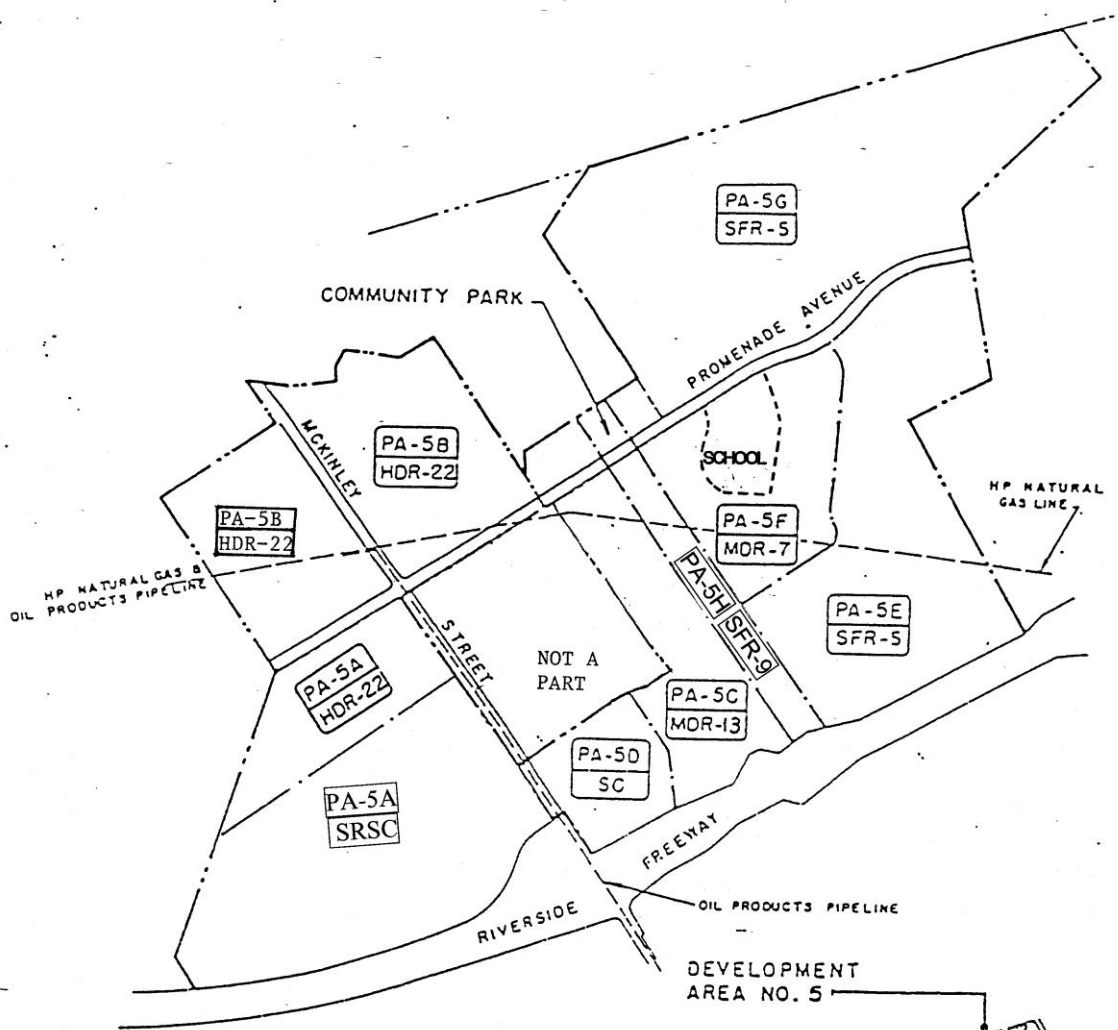 PA-5G
SFR-5
COMMUNITY PARK
PROMENADE AVENUE
MCKINLEY
STREET
PA-5B
HDR-22
SCHOOL
HP NATURAL
GAS LINE
PA-5B
HDR-22
PA-5F
MDR-7
HP NATURAL GAS &
OIL PRODUCTS PIPELINE
PA-5H
SFR-9
PA-5E
SFR-5
NOT A
PART
PA-5A
HDR-22
PA-5C
MDR-13
PA-5D
SC
PA-5A
SRSC
RIVERSIDE
FREEWAY
OIL PRODUCTS PIPELINE
DEVELOPMENT
AREA NO. 5